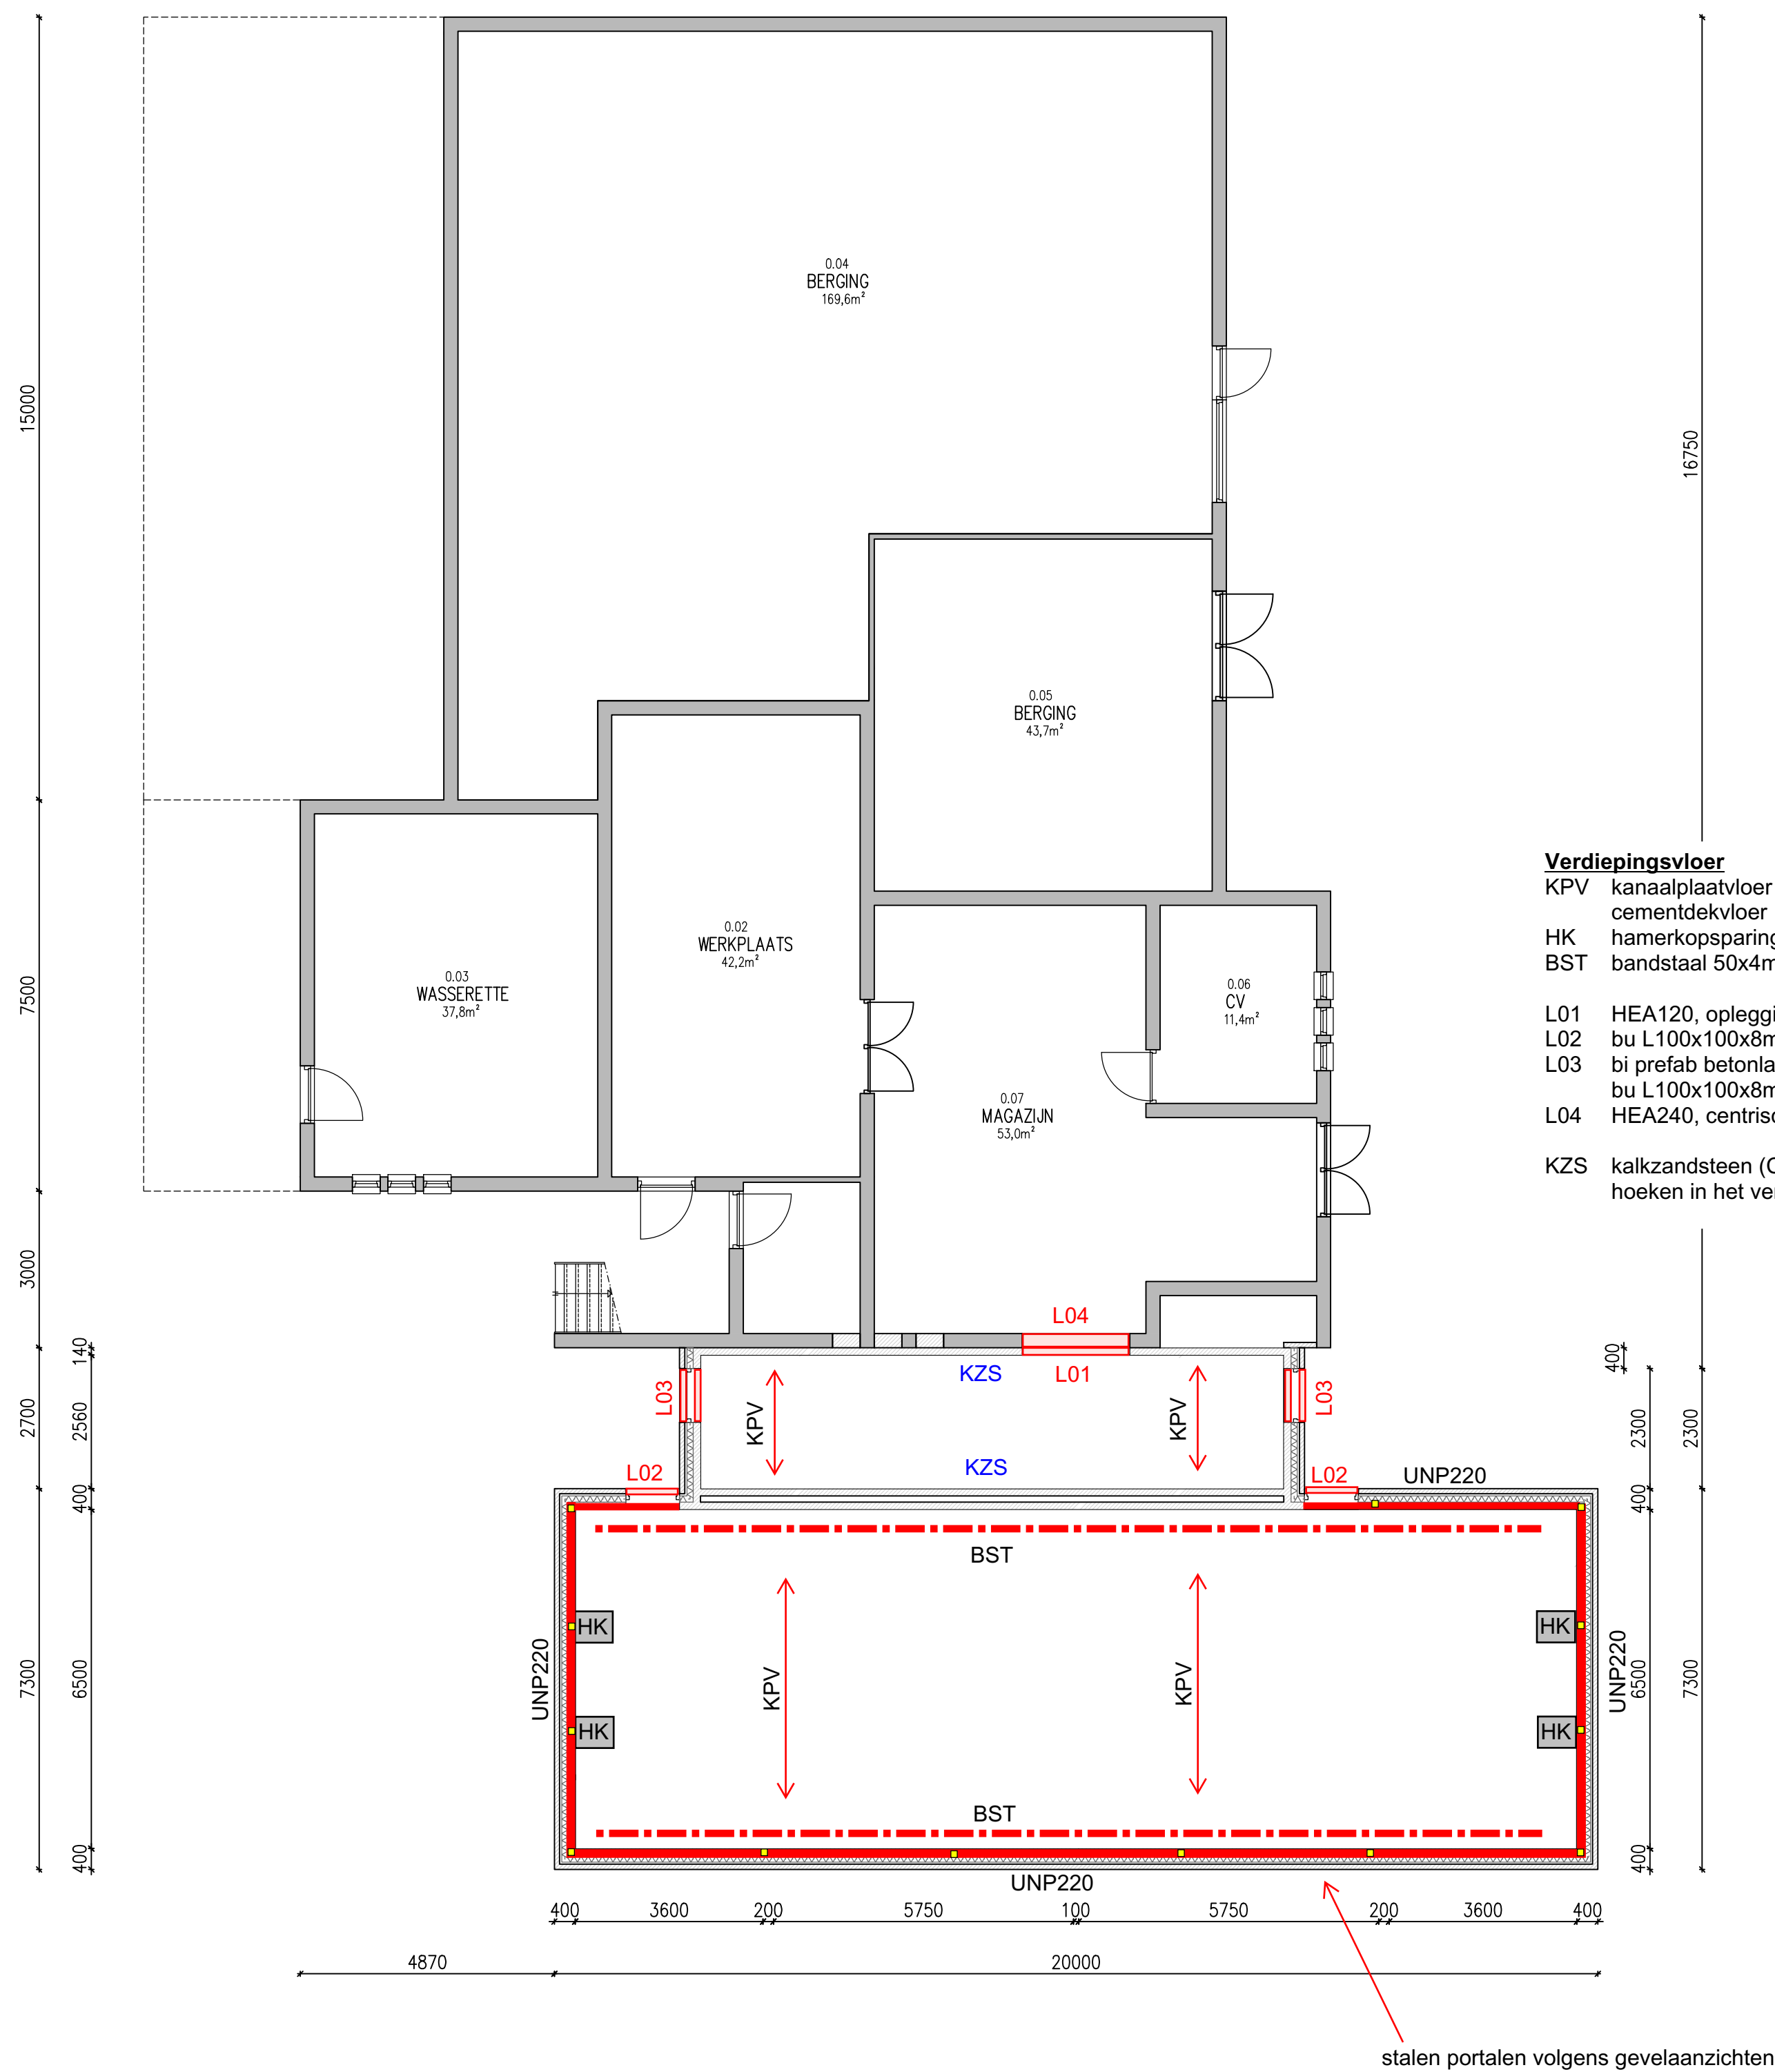 0.04
BERGING
169,6m²
15000
16750
0.05
BERGING
43,7m²
Verdiepingsvloer
KPV kanaalplaatvloer
cementdekvloer
HK hamerkopsparing
BST bandstaal 50x4m
L01 HEA120, opleggi
L02 bu L100x100x8m
L03 bi prefab betonla
bu L100x100x8m
L04 HEA240, centrisc
KZS kalkzandsteen (C
hoeken in het ver
0.02
WERKPLAATS
42,2m²
0.03
WASSERETTE
37,8m²
0.06
CV
11,4m²
7500
0.07
MAGAZIJN
53,0m²
3000
L04
140
400
KZS
L01
L03
L03
KPV
KPV
2700
2560
2300
2300
KZS
L02
L02
UNP220
400
400
BST
HK
HK
UNP220
UNP220
7300
6500
KPV
KPV
6500
7300
HK
HK
BST
400
400
UNP220
400
3600
200
5750
100
5750
200
3600
400
4870
20000
stalen portalen volgens gevelaanzichten